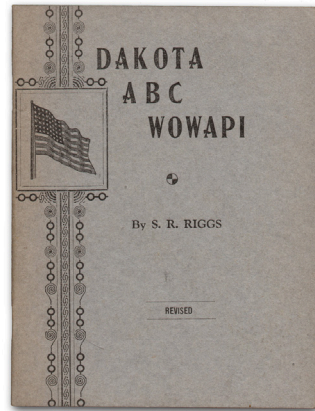 DAKOTA
ABC
WOWAPI
By S. R. RIGGS
REVISED